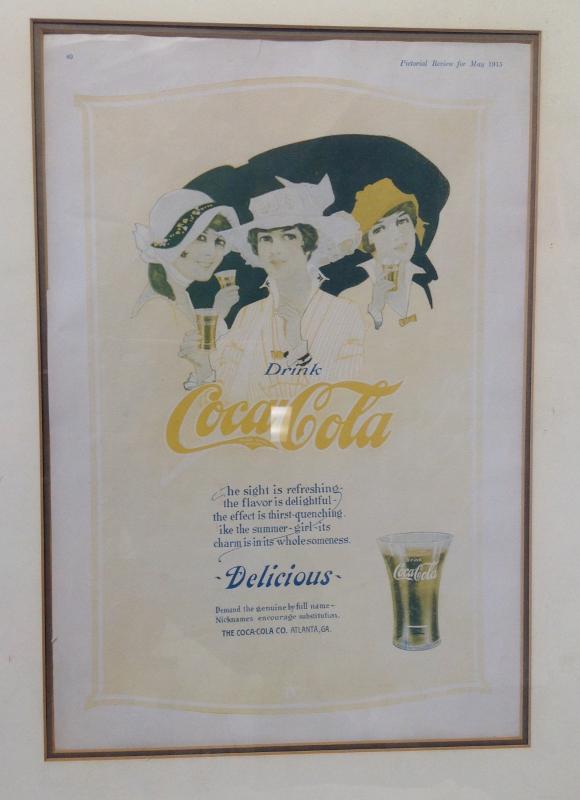 40
Pictorial Review for May 1915
Drink
Coca-Cola
he sight is refreshing-
the flavor is delightful-
the effect is thirst-quenching.
ike the summer-girl-its
charm is in its wholesomeness.
-Delicious-
Demand the genuine by full name-
Nicknames encourage substitution.
THE COCA-COLA CO. ATLANTA, GA.
DRINK
Coca-Cola